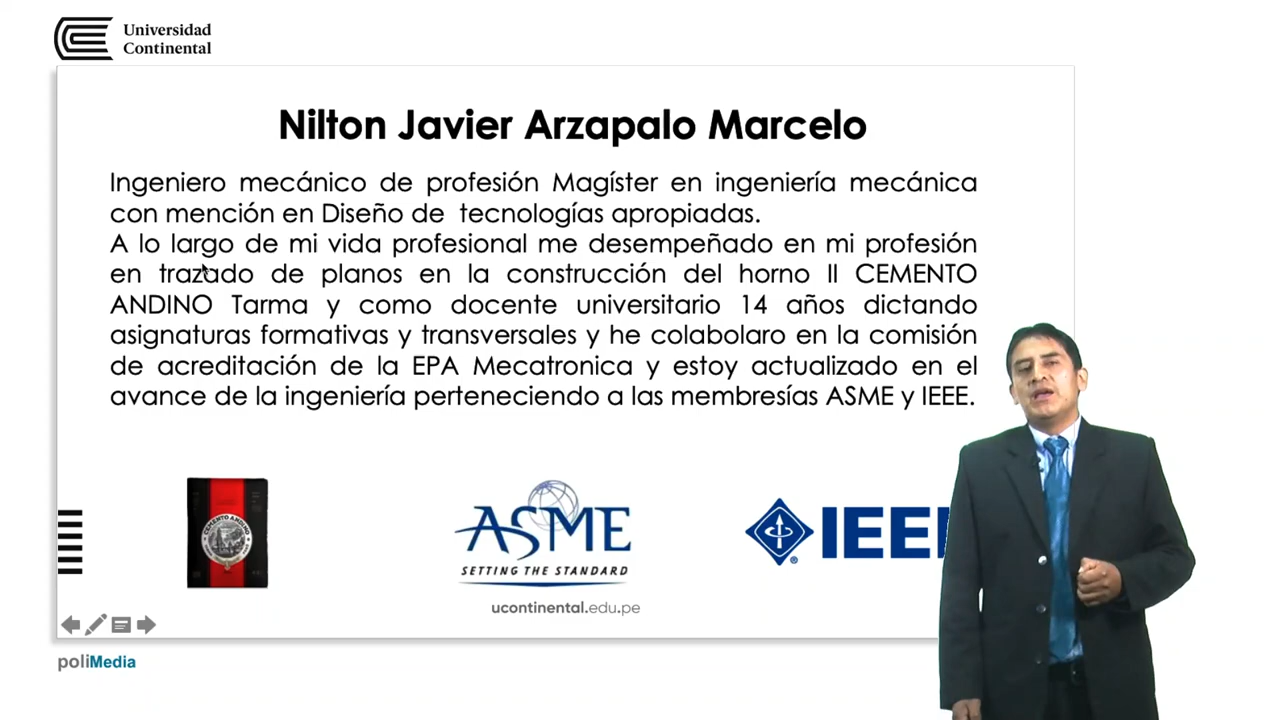 Universidad
Continental
Nilton Javier Arzapalo Marcelo
Ingeniero mecánico de profesión Magíster en ingeniería mecánica
con mención en Diseño de tecnologías apropiadas.
A lo largo de mi vida profesional me desempeñado en mi profesión
en trazado de planos en la construcción del horno II CEMENTO
ANDINO Tarma y como docente universitario 14 años dictando
asignaturas formativas y transversales y he colabolaro en la comisión
de acreditación de la EPA Mecatronica y estoy actualizado en el
avance de la ingeniería perteneciendo a las membresías ASME y IEEE.
CEMENTO ANDINO
ASME
SETTING THE STANDARD
IEEE
ucontinental.edu.pe
poliMedia